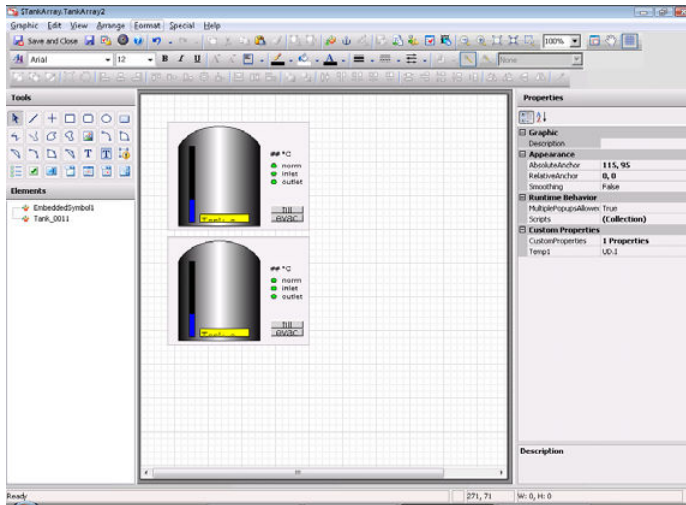 $TankArray.TankArray2
Graphic Edit View Arrange Format Special Help
Save and Close 100%
Arial 12 B I U A None
Tools
T T
Elements
EmbeddedSymbol1
Tank_0011
## °C
norm
inlet
outlet
fill
evac
## °C
norm
inlet
outlet
fill
evac
Properties
Graphic
Description
Appearance
AbsoluteAnchor 115, 95
RelativeAnchor 0, 0
Smoothing False
Runtime Behavior
MultiplePopupsAllowe True
Scripts (Collection)
Custom Properties
CustomProperties 1 Properties
Temp1 UD.I
Description
Ready 271, 71 W: 0, H: 0